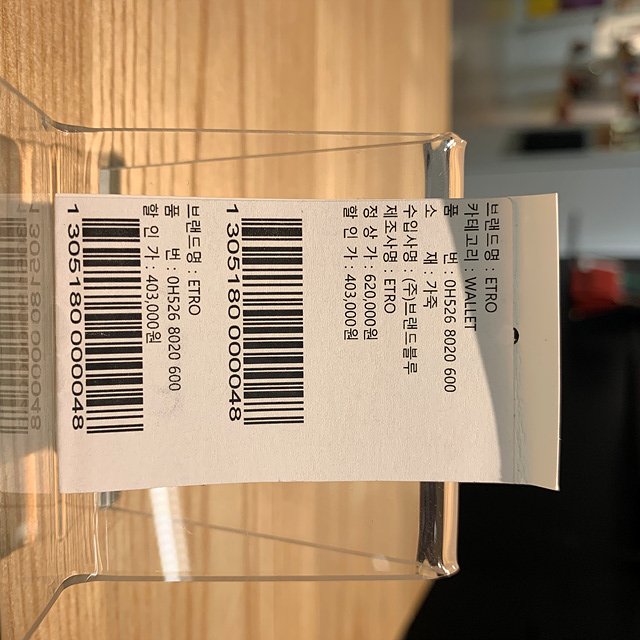 브랜드명 : ETRO
카테고리 : WALLET
품 번 : 0H526 8020 600
소 재 : 가죽
수입사명 : (주)브랜드블루
제조사명 : ETRO
정 상 가 : 620,000원
할 인 가 : 403,000원
1 305180 000048
브랜드명 : ETRO
품 번 : 0H526 8020 600
할 인 가 : 403,000원
1 305180 000048